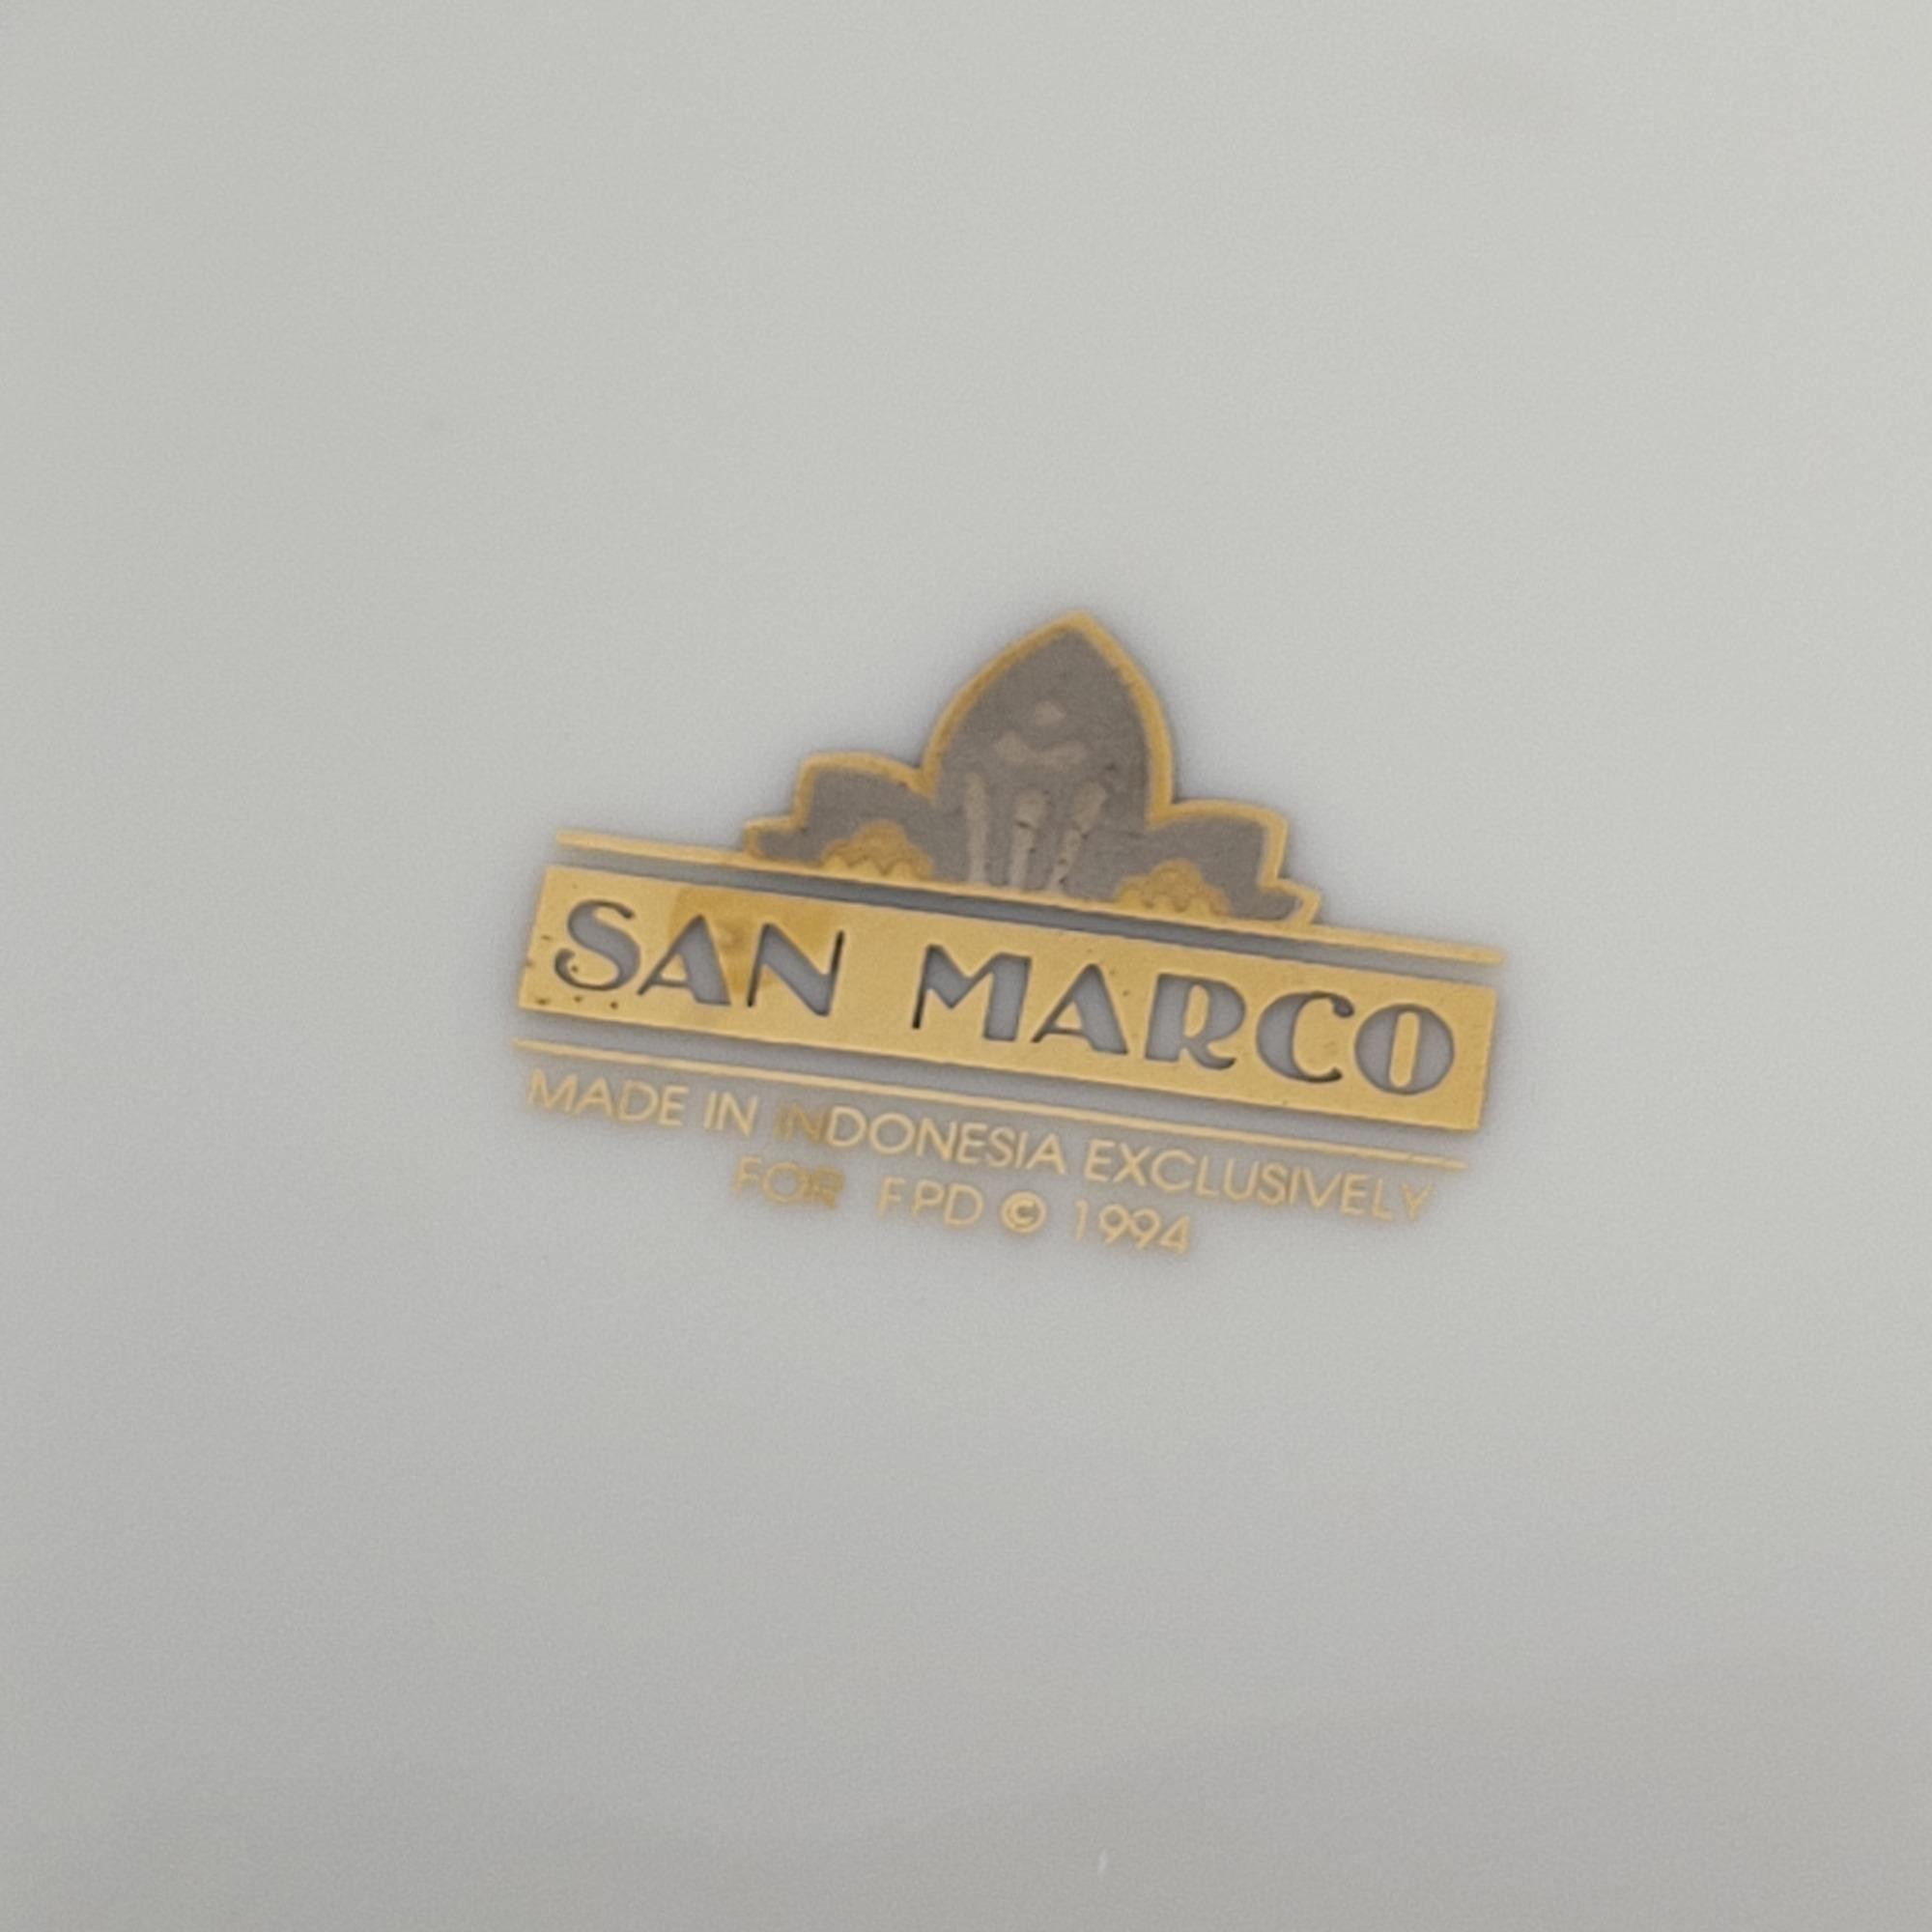 SAN MARCO
MADE IN INDONESIA EXCLUSIVELY
FOR FPD © 1994